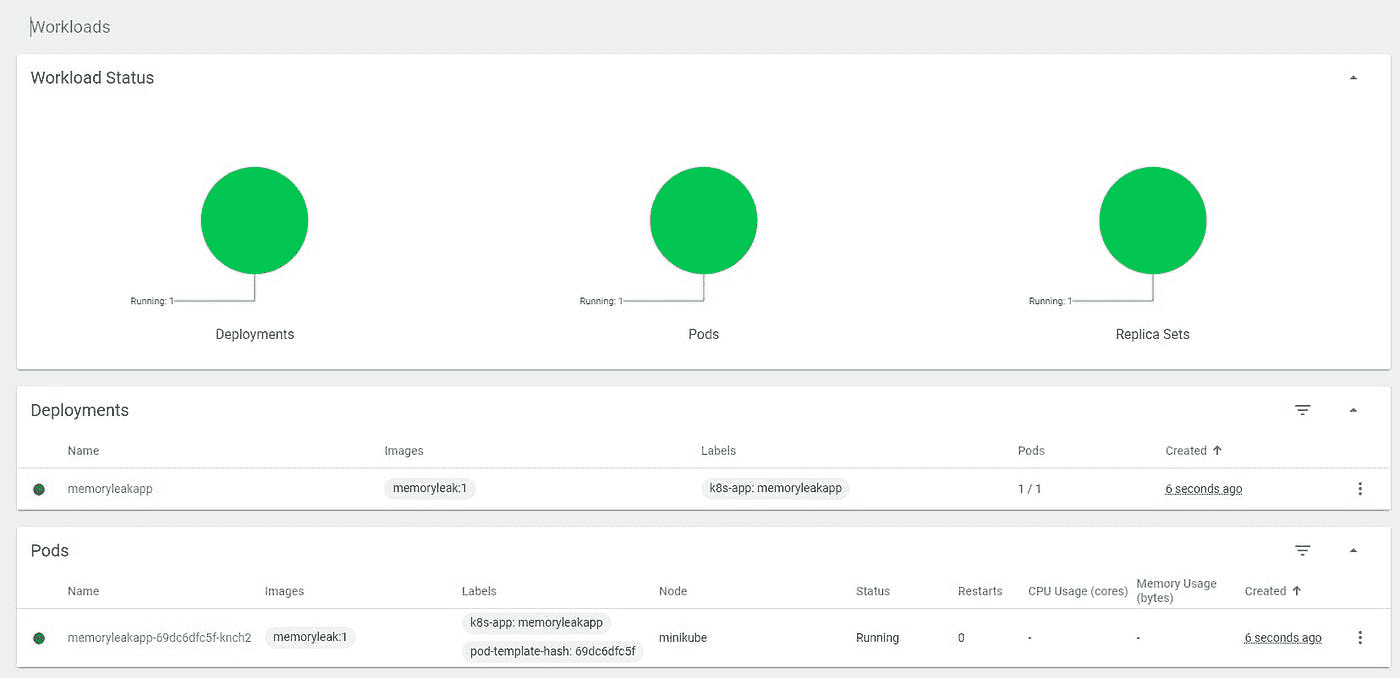 Workloads
Workload Status
Running: 1 Running: 1 Running: 1
Deployments Pods Replica Sets
Deployments
Name Images Labels Pods Created
memoryleakapp memoryleak:1 k8s-app: memoryleakapp 1 / 1 6 seconds ago
Pods
Name Images Labels Node Status Restarts CPU Usage (cores) Memory Usage (bytes) Created
memoryleakapp-69dc6dfc5f-knch2 memoryleak:1 k8s-app: memoryleakapp minikube Running 0 - - 6 seconds ago
pod-template-hash: 69dc6dfc5f